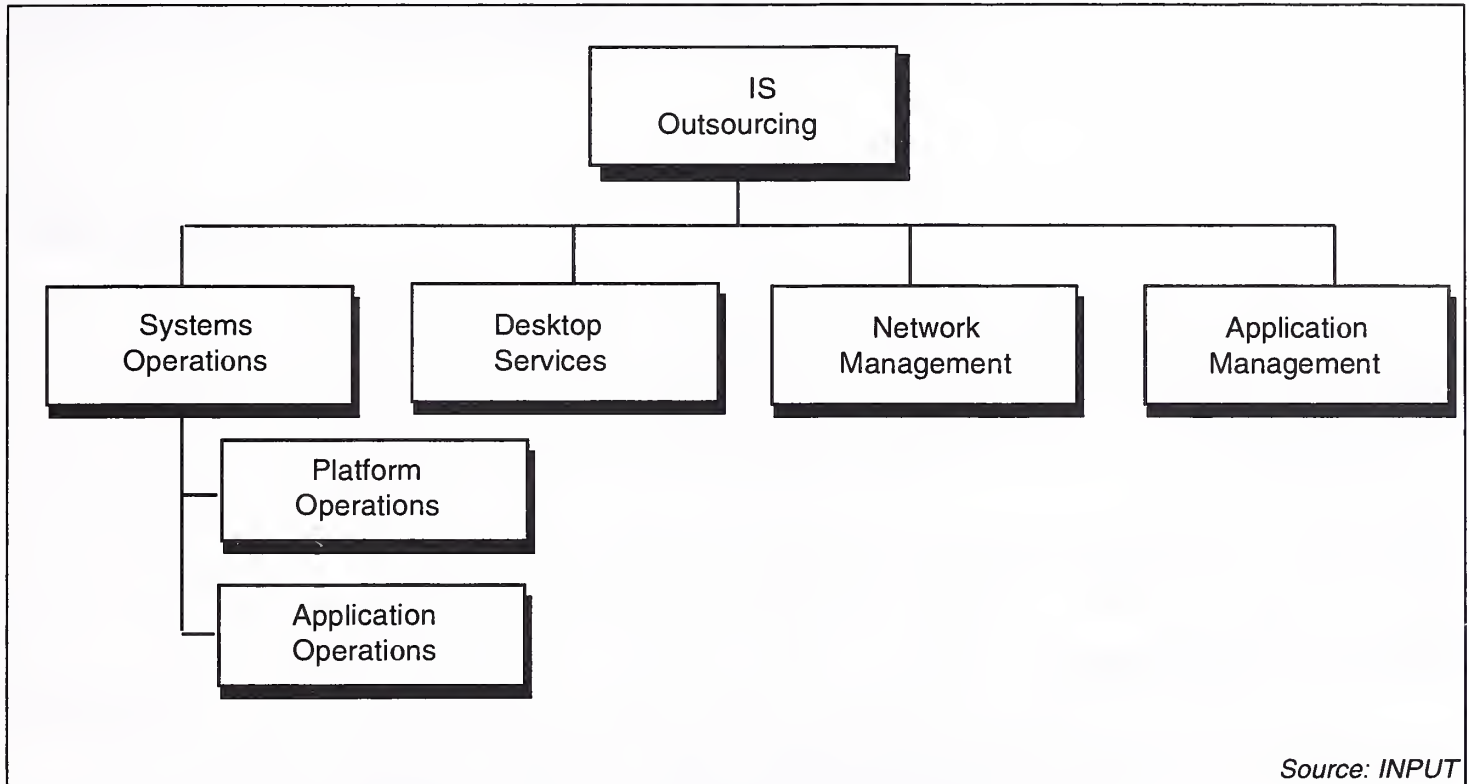 IS
Outsourcing
Systems
Operations
Desktop
Services
Network
Management
Application
Management
Platform
Operations
Application
Operations
Source: INPUT